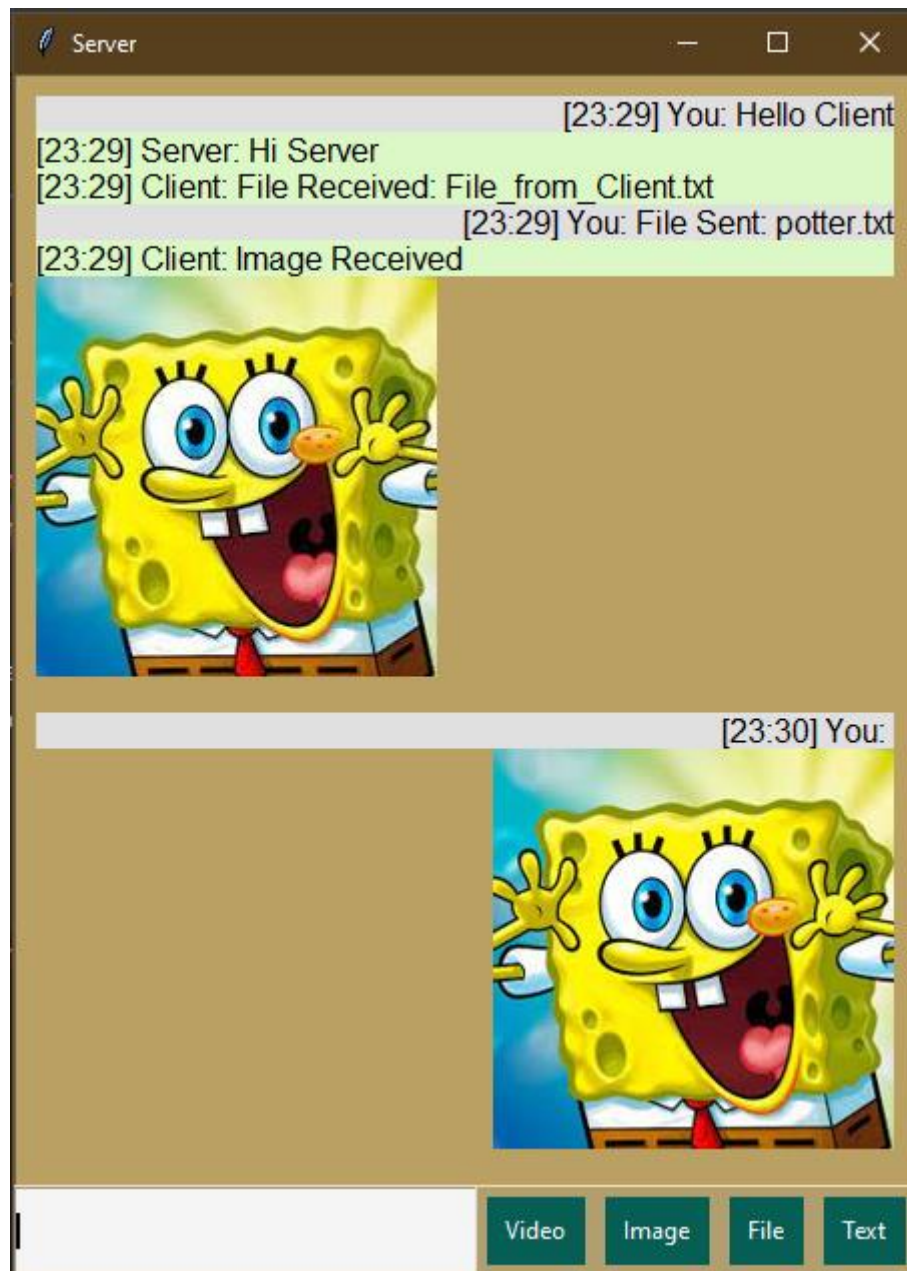 Server
[23:29] You: Hello Client
[23:29] Server: Hi Server
[23:29] Client: File Received: File_from_Client.txt
[23:29] You: File Sent: potter.txt
[23:29] Client: Image Received
[23:30] You:
Video Image File Text